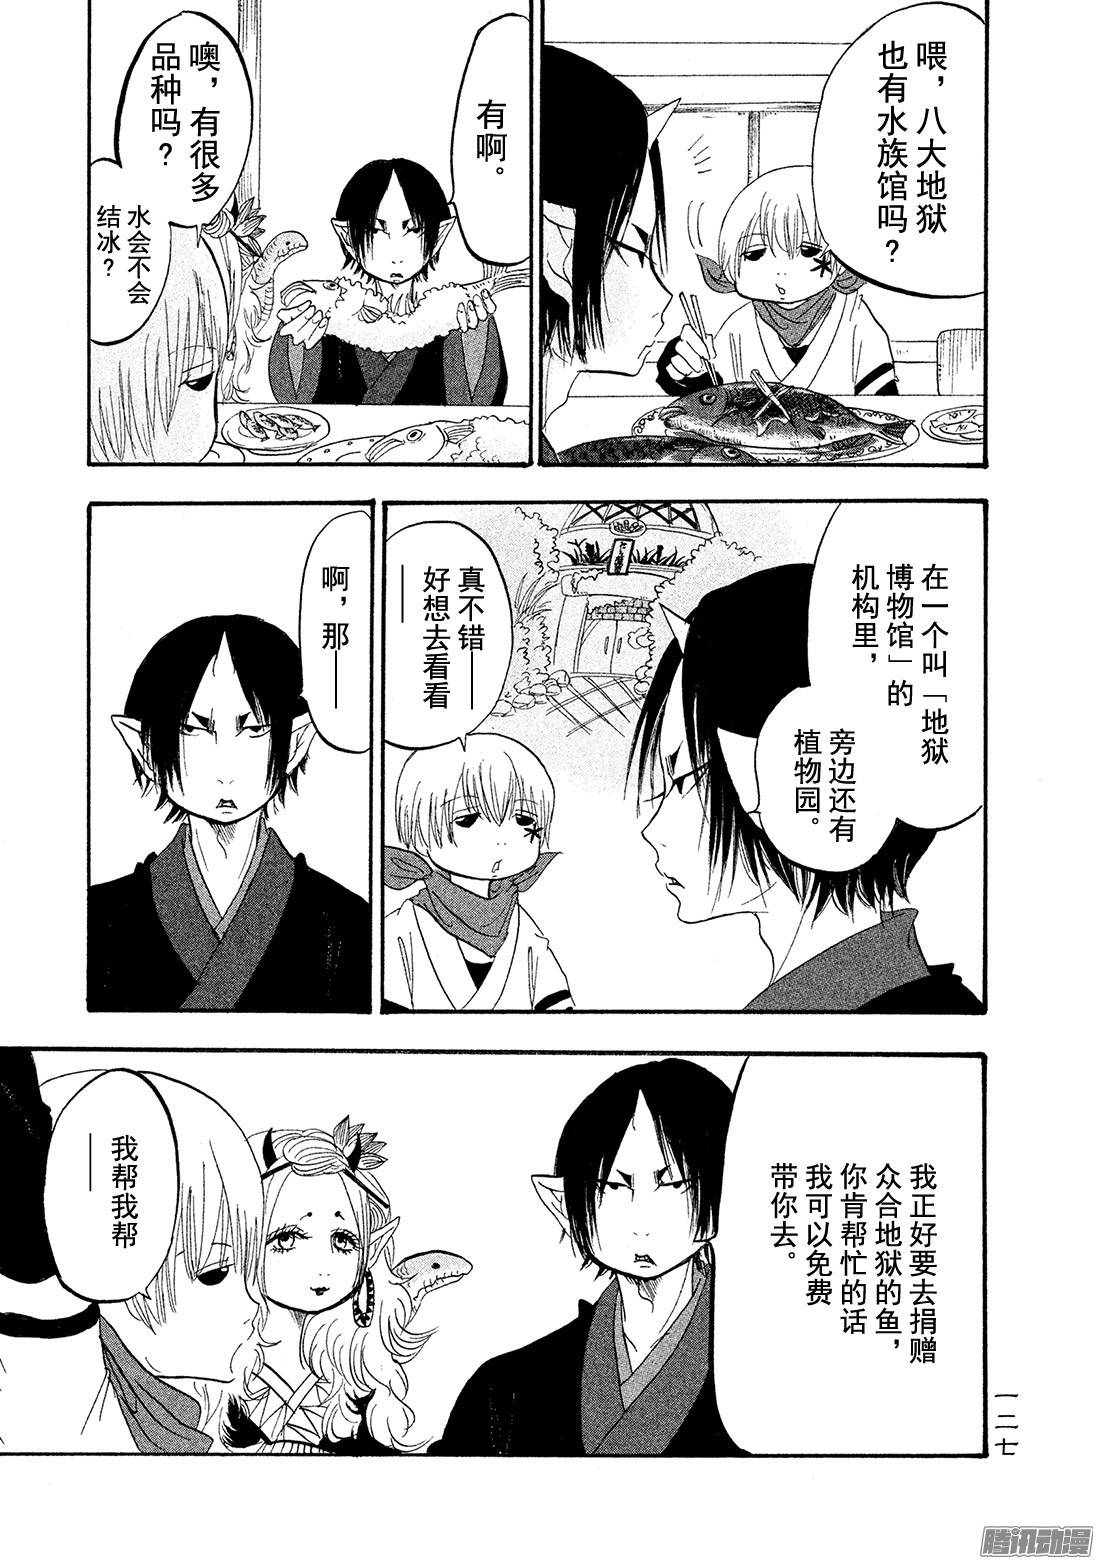 喂，八大地狱
也有水族馆吗？
有啊。
噢，有很多
品种吗？
水会不会
结冰？
在一个叫「地狱
博物馆」的
机构里，
旁边还有
植物园。
真不错——
好想去看看
——
啊，那——
我正好要去捐赠
众合地狱的鱼，
你肯帮忙的话
我可以免费
带你去。
我帮我帮
——
一二七
腾讯动漫